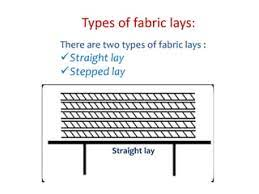 Types of fabric lays:
There are two types of fabric lays :
✓Straight lay
✓Stepped lay
Straight lay